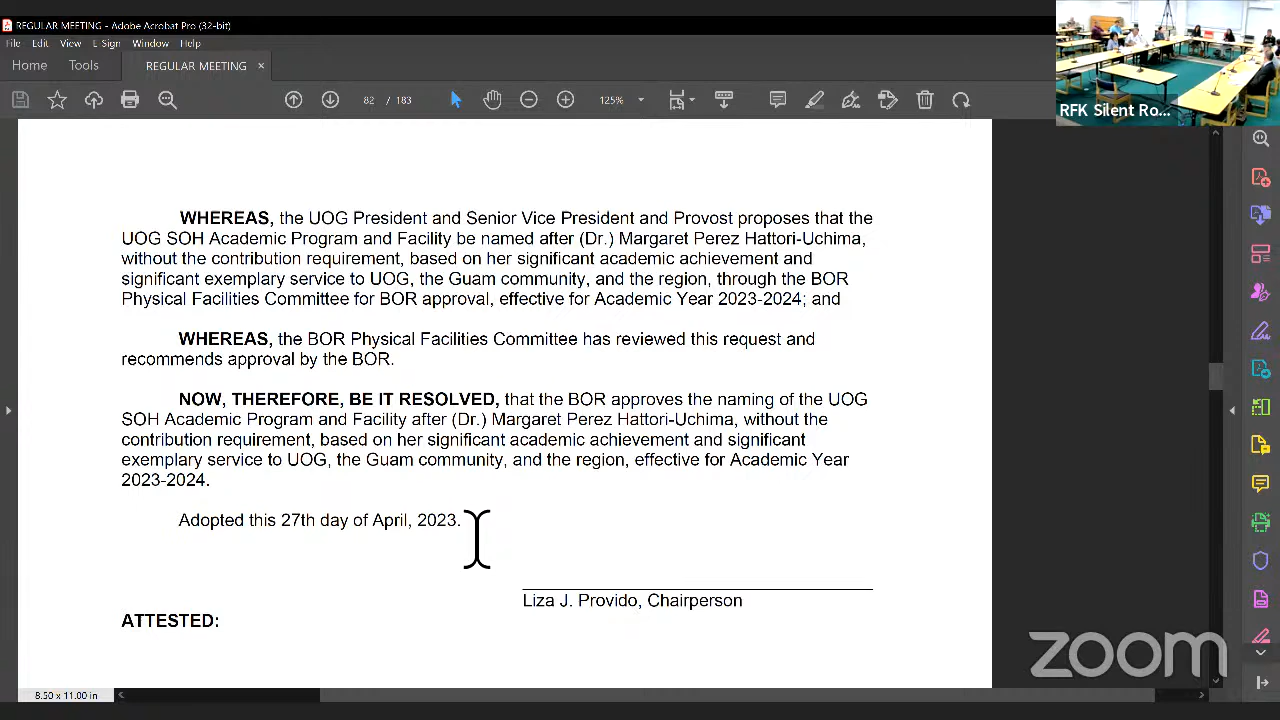 REGULAR MEETING - Adobe Acrobat Pro (32-bit)
File Edit View E-Sign Window Help
Home Tools REGULAR MEETING ×
82 / 183 125%
RFK Silent Ro...
WHEREAS, the UOG President and Senior Vice President and Provost proposes that the
UOG SOH Academic Program and Facility be named after (Dr.) Margaret Perez Hattori-Uchima,
without the contribution requirement, based on her significant academic achievement and
significant exemplary service to UOG, the Guam community, and the region, through the BOR
Physical Facilities Committee for BOR approval, effective for Academic Year 2023-2024; and
WHEREAS, the BOR Physical Facilities Committee has reviewed this request and
recommends approval by the BOR.
NOW, THEREFORE, BE IT RESOLVED, that the BOR approves the naming of the UOG
SOH Academic Program and Facility after (Dr.) Margaret Perez Hattori-Uchima, without the
contribution requirement, based on her significant academic achievement and significant
exemplary service to UOG, the Guam community, and the region, effective for Academic Year
2023-2024.
Adopted this 27th day of April, 2023.
Liza J. Provido, Chairperson
ATTESTED:
zoom
8.50 x 11.00 in